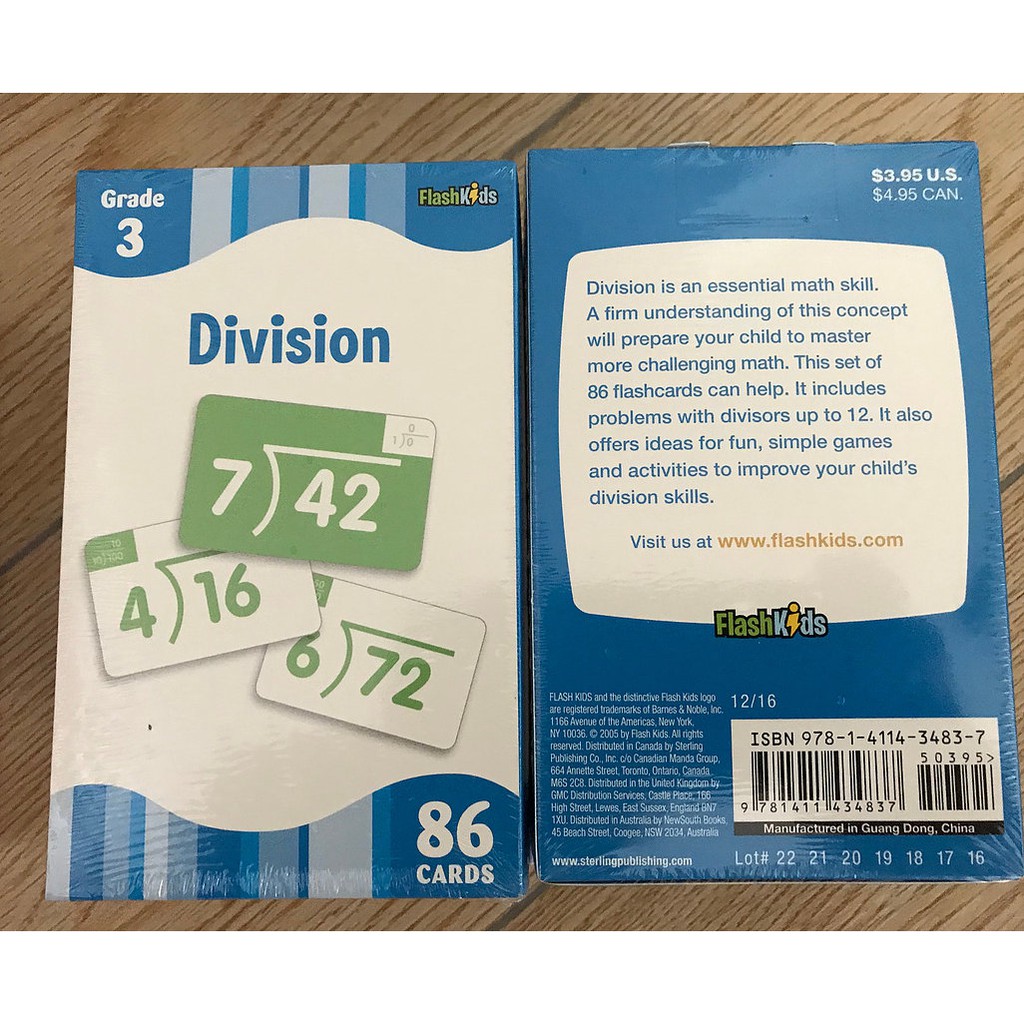 Grade
3
FlashKids
Division
0
1)0
7)42
10
10)100
4)16
6)72
86
CARDS
$3.95 U.S.
$4.95 CAN.
Division is an essential math skill.
A firm understanding of this concept
will prepare your child to master
more challenging math. This set of
86 flashcards can help. It includes
problems with divisors up to 12. It also
offers ideas for fun, simple games
and activities to improve your child's
division skills.
Visit us at www.flashkids.com
FlashKids
FLASH KIDS and the distinctive Flash Kids logo
are registered trademarks of Barnes & Noble, Inc.
1166 Avenue of the Americas, New York,
NY 10036. © 2005 by Flash Kids. All rights
reserved. Distributed in Canada by Sterling
Publishing Co., Inc. c/o Canadian Manda Group,
664 Annette Street, Toronto, Ontario, Canada
M6S 2C8. Distributed in the United Kingdom by
GMC Distribution Services, Castle Place, 166
High Street, Lewes, East Sussex, England BN7
1XU. Distributed in Australia by NewSouth Books,
45 Beach Street, Coogee, NSW 2034, Australia
www.sterlingpublishing.com
12/16
ISBN 978-1-4114-3483-7
50395>
9 781411 434837
Manufactured in Guang Dong, China
Lot# 22 21 20 19 18 17 16